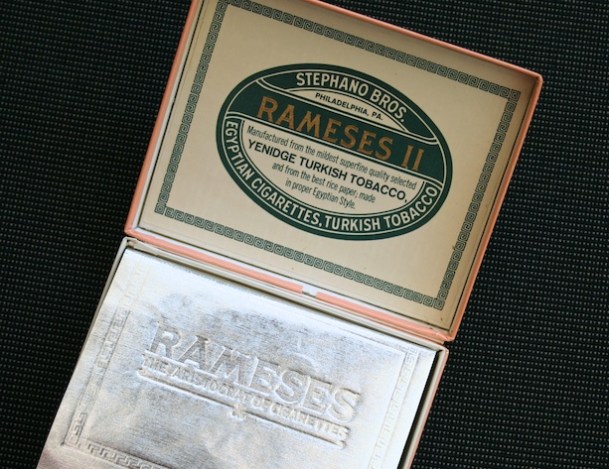 STEPHANO BROS.
PHILADELPHIA, PA.
RAMESES II
Manufactured from the mildest superfine quality selected
YENIDGE TURKISH TOBACCO,
and from the best rice paper, made
in proper Egyptian Style.
EGYPTIAN CIGARETTES, TURKISH TOBACCO
RAMESES
THE ARISTOCRAT OF CIGARETTES